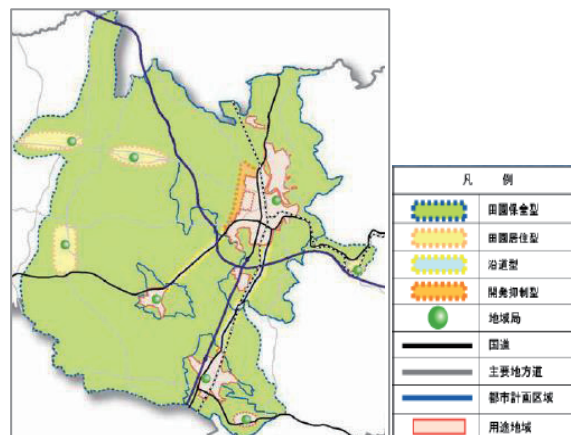 凡 例
田園保全型
田園居住型
沿道型
開発抑制型
地域局
国道
主要地方道
都市計画区域
用途地域